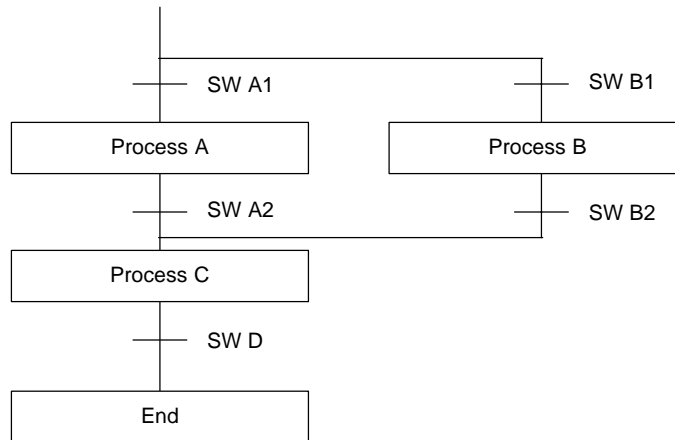 SW A1
SW B1
Process A
Process B
SW A2
SW B2
Process C
SW D
End